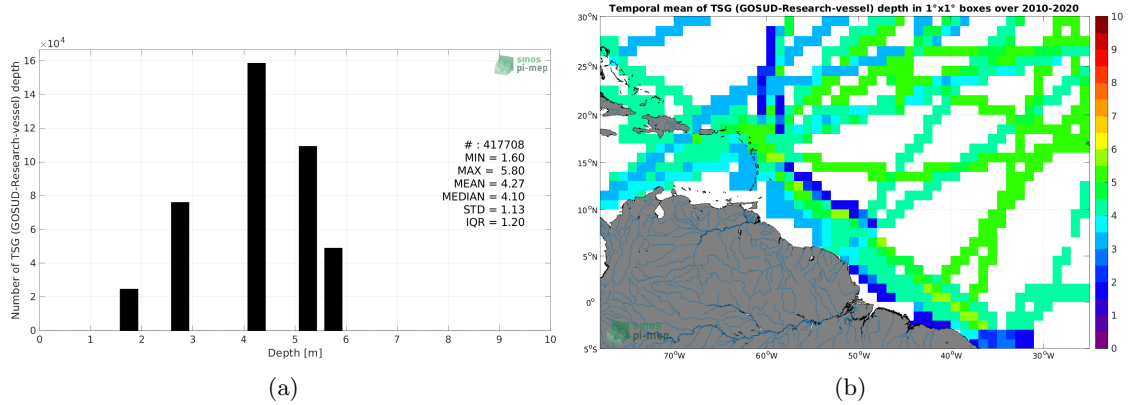 ×10⁴
16
14
12
10
8
6
4
2
0
Number of TSG (GOSUD-Research-vessel) depth
smos
pi-mep
# : 417708
MIN = 1.60
MAX = 5.80
MEAN = 4.27
MEDIAN = 4.10
STD = 1.13
IQR = 1.20
0 1 2 3 4 5 6 7 8 9 10
Depth [m]
(a)
Temporal mean of TSG (GOSUD-Research-vessel) depth in 1°x1° boxes over 2010-2020
30°N
25°N
20°N
15°N
10°N
5°N
0°
5°S
70°W 60°W 50°W 40°W 30°W
smos
pi-mep
10
9
8
7
6
5
4
3
2
1
0
(b)